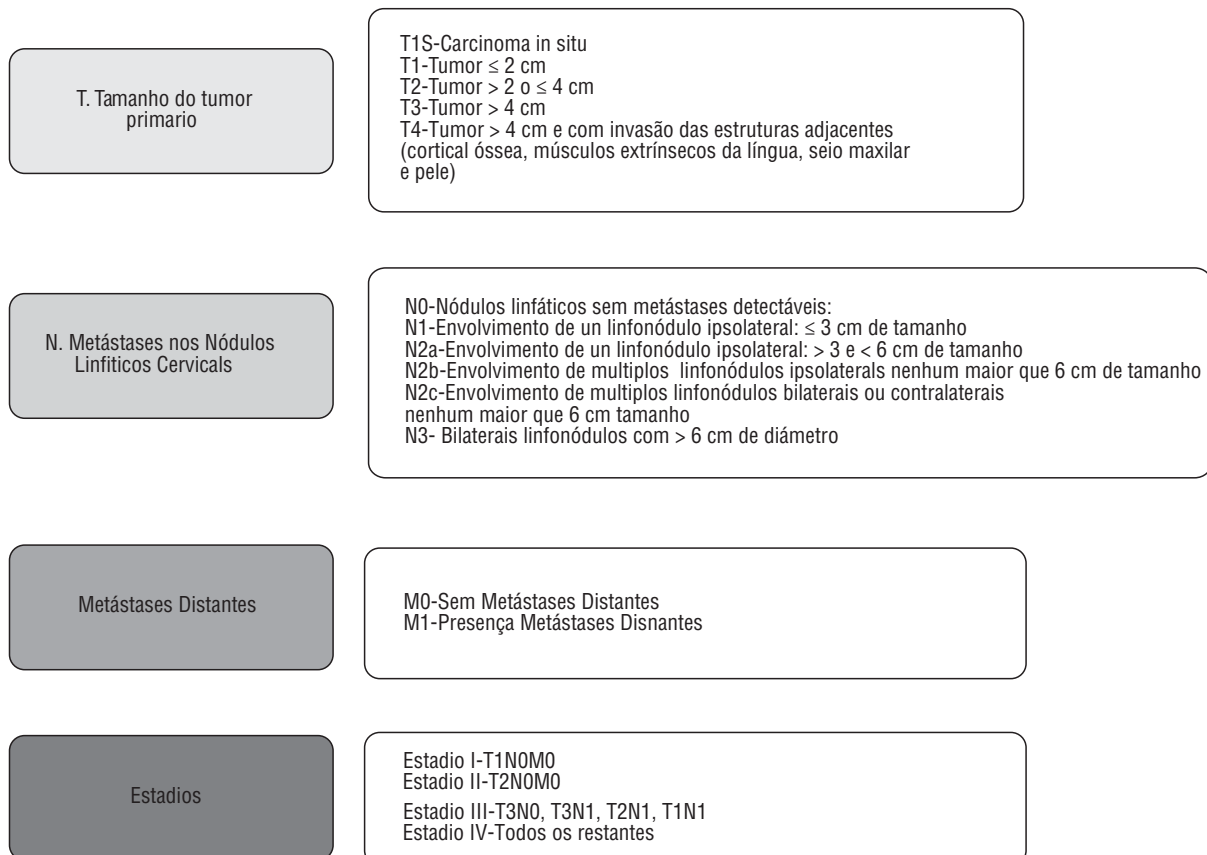 T. Tamanho do tumor
primario
T1S-Carcinoma in situ
T1-Tumor ≤ 2 cm
T2-Tumor > 2 o ≤ 4 cm
T3-Tumor > 4 cm
T4-Tumor > 4 cm e com invasão das estruturas adjacentes
(cortical óssea, músculos extrínsecos da língua, seio maxilar
e pele)
N. Metástases nos Nódulos
Linfiticos Cervicals
N0-Nódulos linfáticos sem metástases detectáveis:
N1-Envolvimento de un linfonódulo ipsolateral: ≤ 3 cm de tamanho
N2a-Envolvimento de un linfonódulo ipsolateral: > 3 e < 6 cm de tamanho
N2b-Envolvimento de multiplos linfonódulos ipsolaterals nenhum maior que 6 cm de tamanho
N2c-Envolvimento de multiplos linfonódulos bilaterais ou contralaterais
nenhum maior que 6 cm tamanho
N3- Bilaterais linfonódulos com > 6 cm de diámetro
Metástases Distantes
M0-Sem Metástases Distantes
M1-Presença Metástases Disnantes
Estadios
Estadio I-T1N0M0
Estadio II-T2N0M0
Estadio III-T3N0, T3N1, T2N1, T1N1
Estadio IV-Todos os restantes